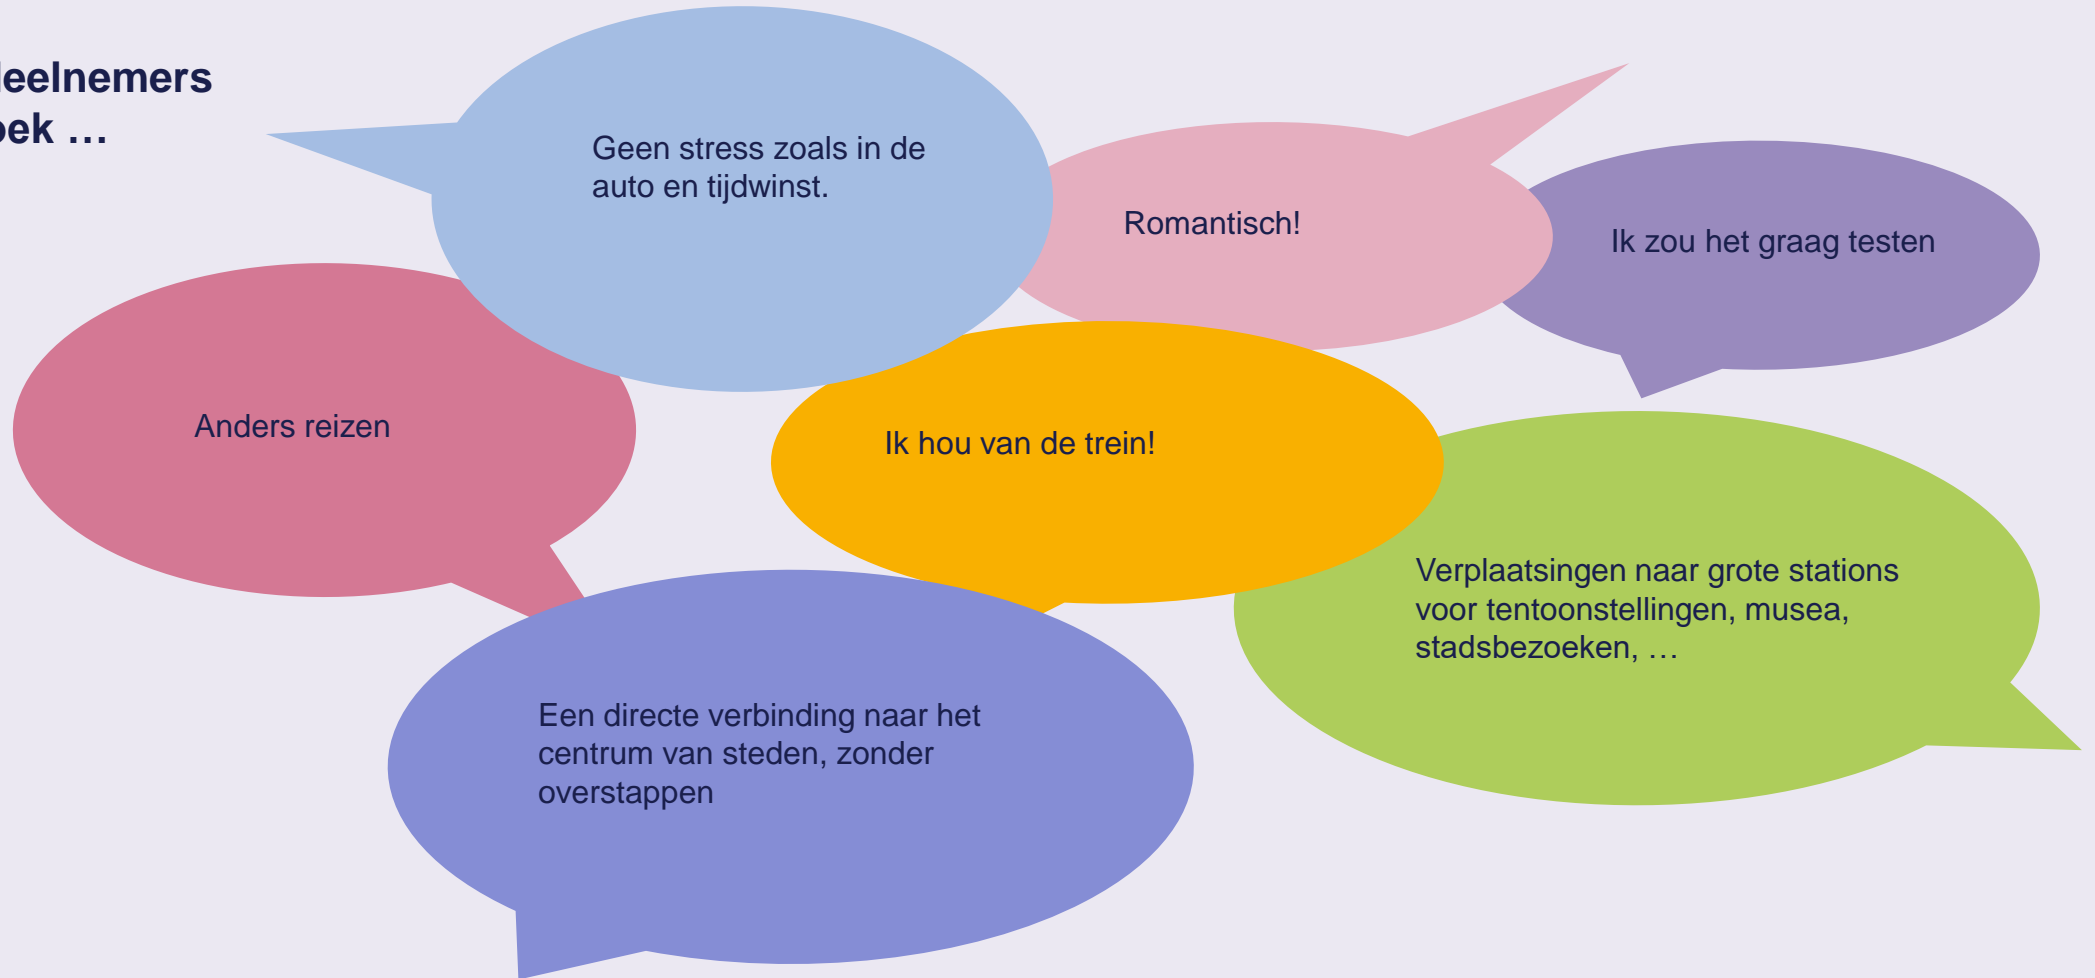 deelnemers
oek …
Geen stress zoals in de
auto en tijdwinst.
Romantisch!
Ik zou het graag testen
Anders reizen
Ik hou van de trein!
Verplaatsingen naar grote stations
voor tentoonstellingen, musea,
stadsbezoeken, …
Een directe verbinding naar het
centrum van steden, zonder
overstappen